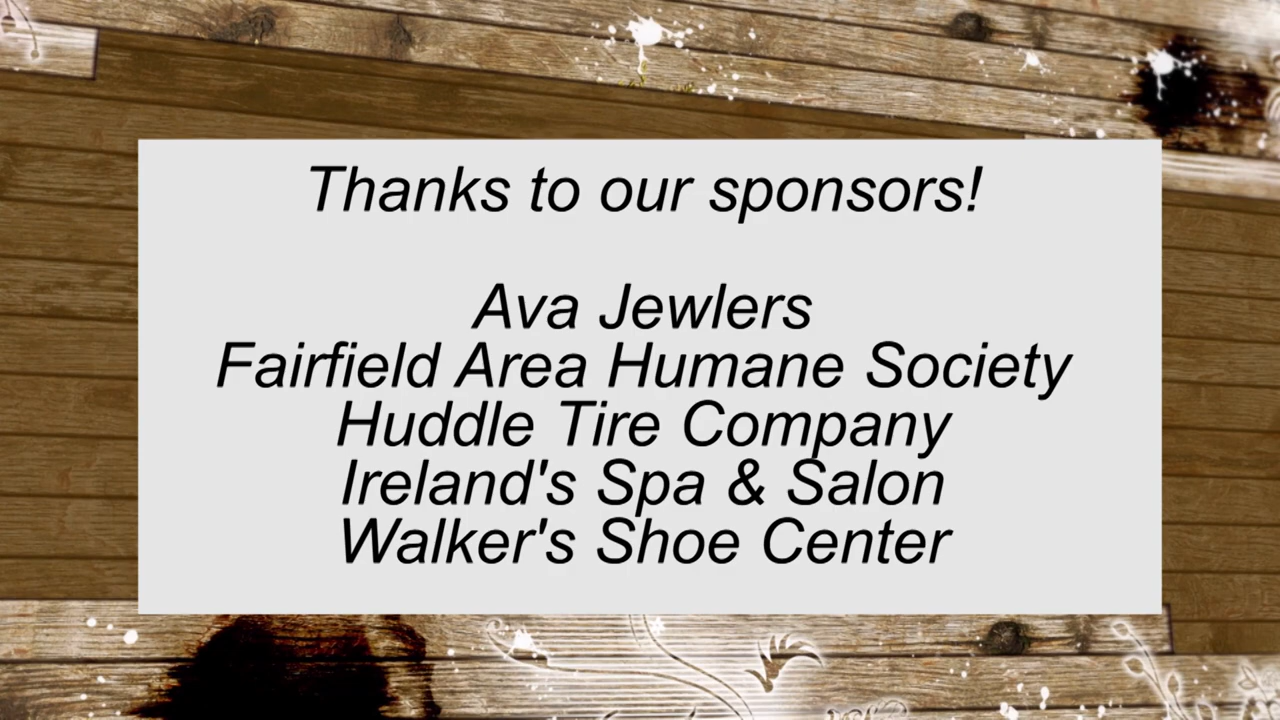 Thanks to our sponsors!
Ava Jewlers
Fairfield Area Humane Society
Huddle Tire Company
Ireland's Spa & Salon
Walker's Shoe Center